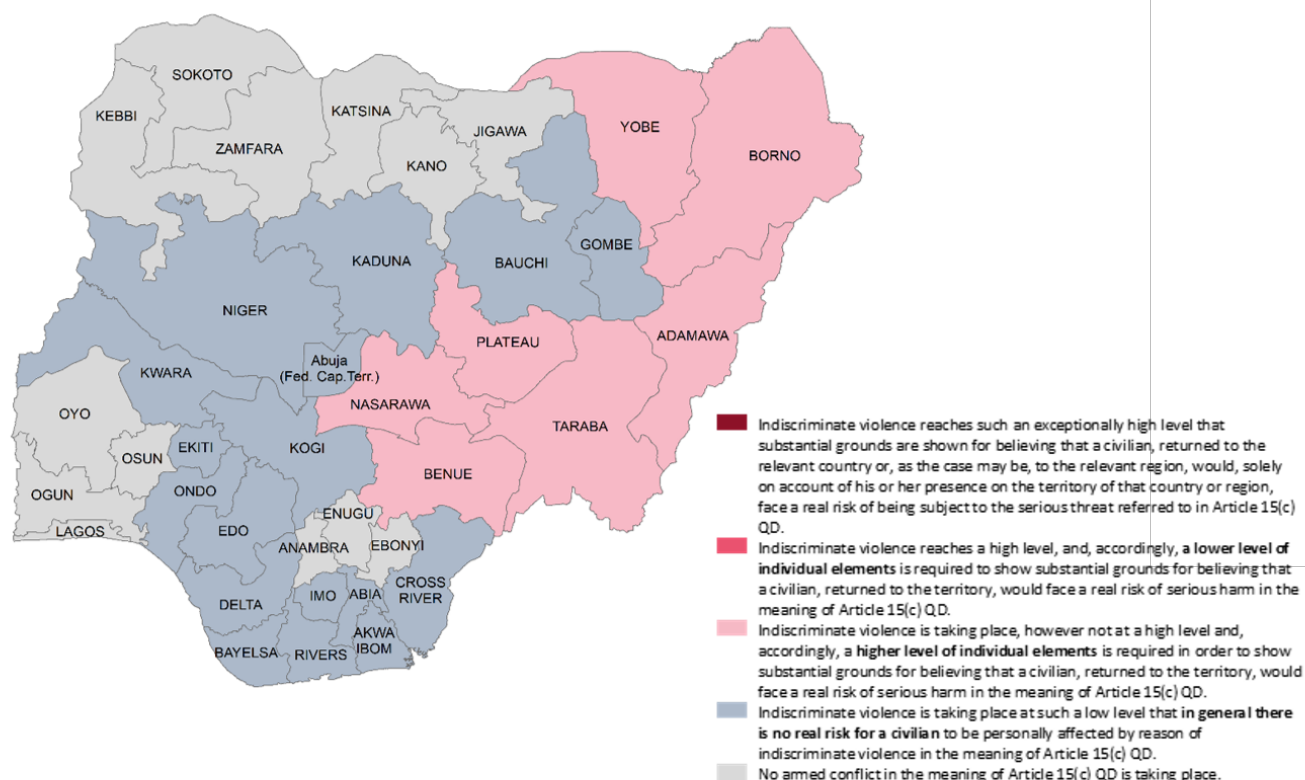 SOKOTO
KEBBI
KATSINA
ZAMFARA
KANO
JIGAWA
YOBE
BORNO
KADUNA
BAUCHI
GOMBE
NIGER
PLATEAU
ADAMAWA
Abuja
(Fed. Cap.Terr.)
KWARA
NASARAWA
OYO
TARABA
EKITI
KOGI
OSUN
BENUE
ONDO
OGUN
ENUGU
LAGOS
EDO
ANAMBRA
EBONYI
CROSS
RIVER
IMO
ABIA
DELTA
AKWA
IBOM
BAYELSA
RIVERS
Indiscriminate violence reaches such an exceptionally high level that
substantial grounds are shown for believing that a civilian, returned to the
relevant country or, as the case may be, to the relevant region, would, solely
on account of his or her presence on the territory of that country or region,
face a real risk of being subject to the serious threat referred to in Article 15(c)
QD.
Indiscriminate violence reaches a high level, and, accordingly, a lower level of
individual elements is required to show substantial grounds for believing that
a civilian, returned to the territory, would face a real risk of serious harm in the
meaning of Article 15(c) QD.
Indiscriminate violence is taking place, however not at a high level and,
accordingly, a higher level of individual elements is required in order to show
substantial grounds for believing that a civilian, returned to the territory, would
face a real risk of serious harm in the meaning of Article 15(c) QD.
Indiscriminate violence is taking place at such a low level that in general there
is no real risk for a civilian to be personally affected by reason of
indiscriminate violence in the meaning of Article 15(c) QD.
No armed conflict in the meaning of Article 15(c) QD is taking place.